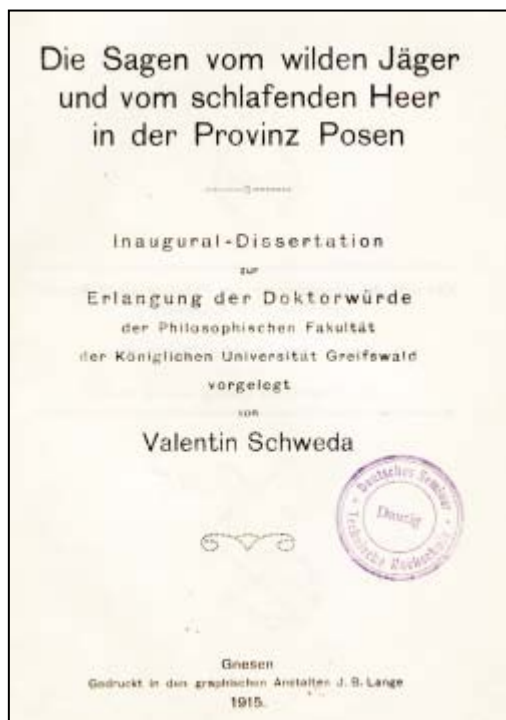 Die Sagen vom wilden Jäger
und vom schlafenden Heer
in der Provinz Posen
Inaugural-Dissertation
zur
Erlangung der Doktorwürde
der Philosophischen Fakultät
der Königlichen Universität Greifswald
vorgelegt
von
Valentin Schweda
Deutsches Seminar
Danzig
Technische Hochschule
Gnesen
Gedruckt in den graphischen Anstalten J. B. Lange
1915.